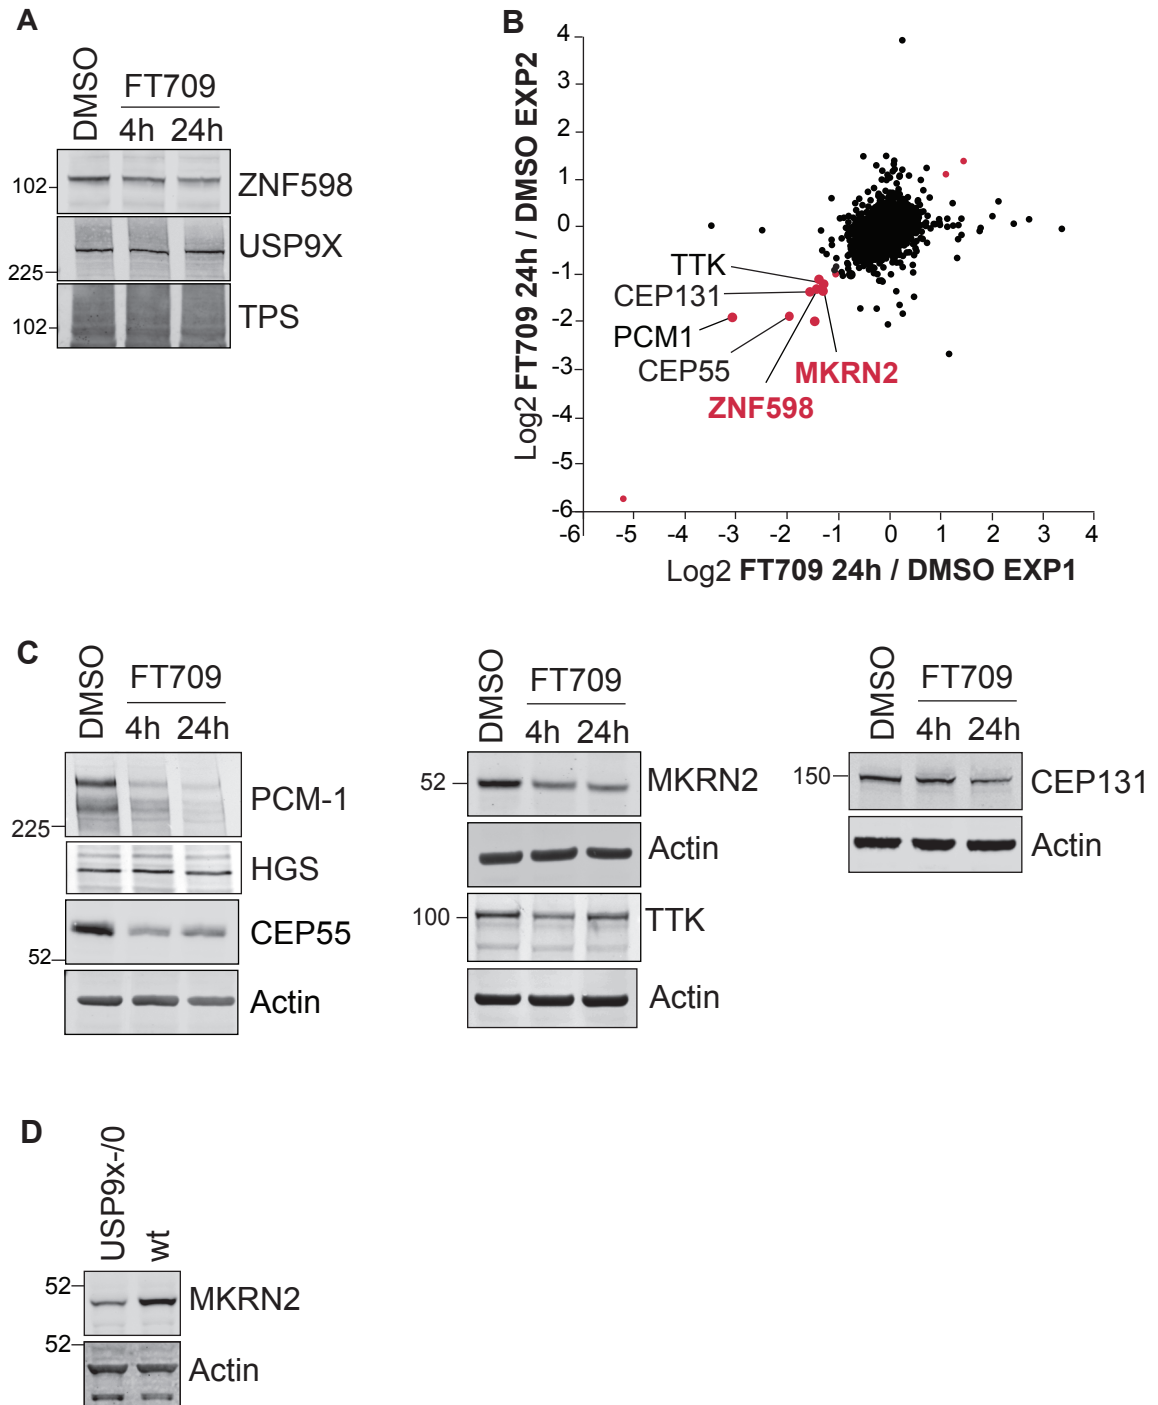 A
DMSO
FT709
4h 24h
102
ZNF598
USP9X
225
TPS
102
B
Log2 FT709 24h / DMSO EXP2
4
3
2
1
0
-1
-2
-3
-4
-5
-6
TTK
CEP131
PCM1
CEP55
MKRN2
ZNF598
-6 -5 -4 -3 -2 -1 0 1 2 3 4
Log2 FT709 24h / DMSO EXP1
C
DMSO
FT709
4h 24h
PCM-1
225
HGS
CEP55
52
Actin
DMSO
FT709
4h 24h
52
MKRN2
Actin
100
TTK
Actin
DMSO
FT709
4h 24h
150
CEP131
Actin
D
USP9x-/0
wt
52
MKRN2
52
Actin